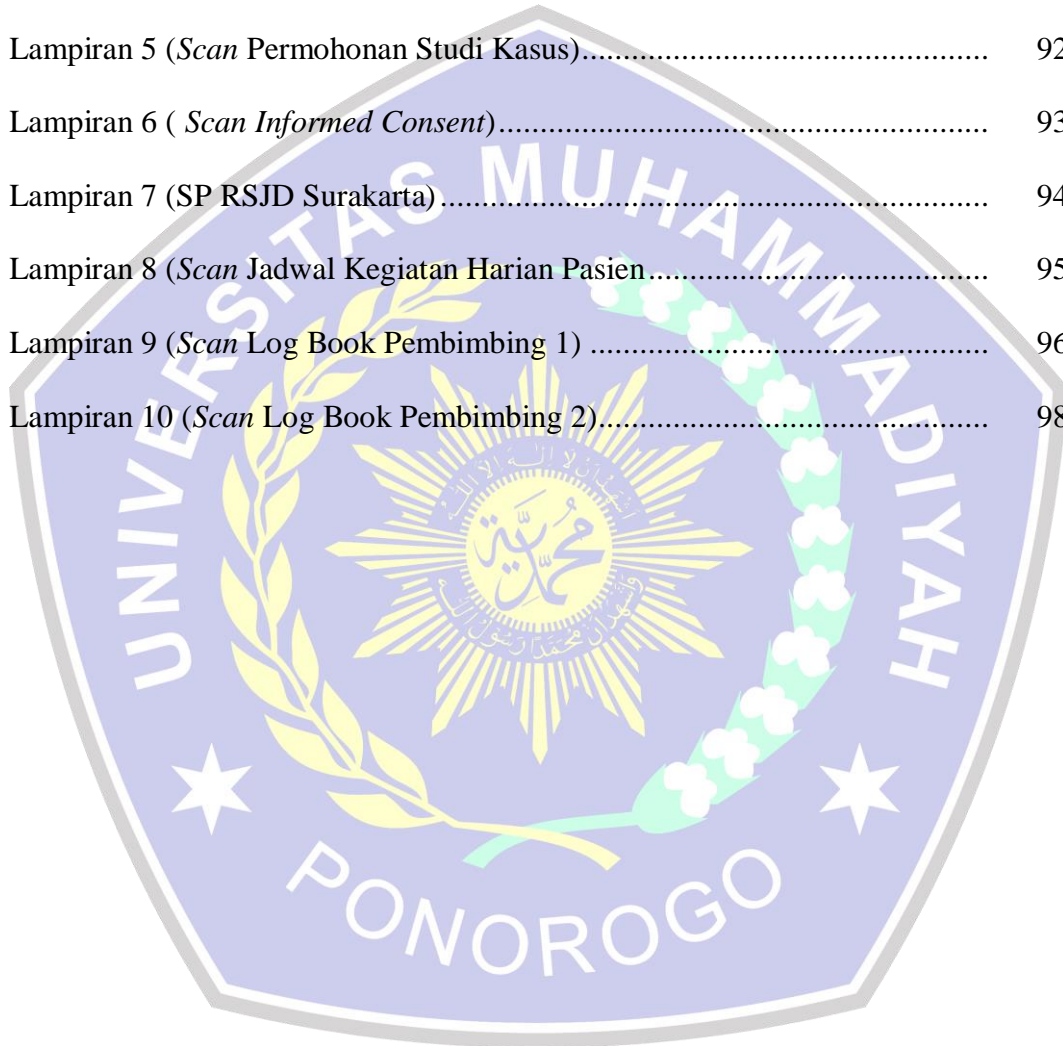 Lampiran 5 (Scan Permohonan Studi Kasus)................................................... 92
Lampiran 6 ( Scan Informed Consent)............................................................. 93
Lampiran 7 (SP RSJD Surakarta).................................................................... 94
Lampiran 8 (Scan Jadwal Kegiatan Harian Pasien.......................................... 95
Lampiran 9 (Scan Log Book Pembimbing 1) ................................................. 96
Lampiran 10 (Scan Log Book Pembimbing 2)................................................ 98
UNIVERSITAS MUHAMMADIYAH
PONOROGO